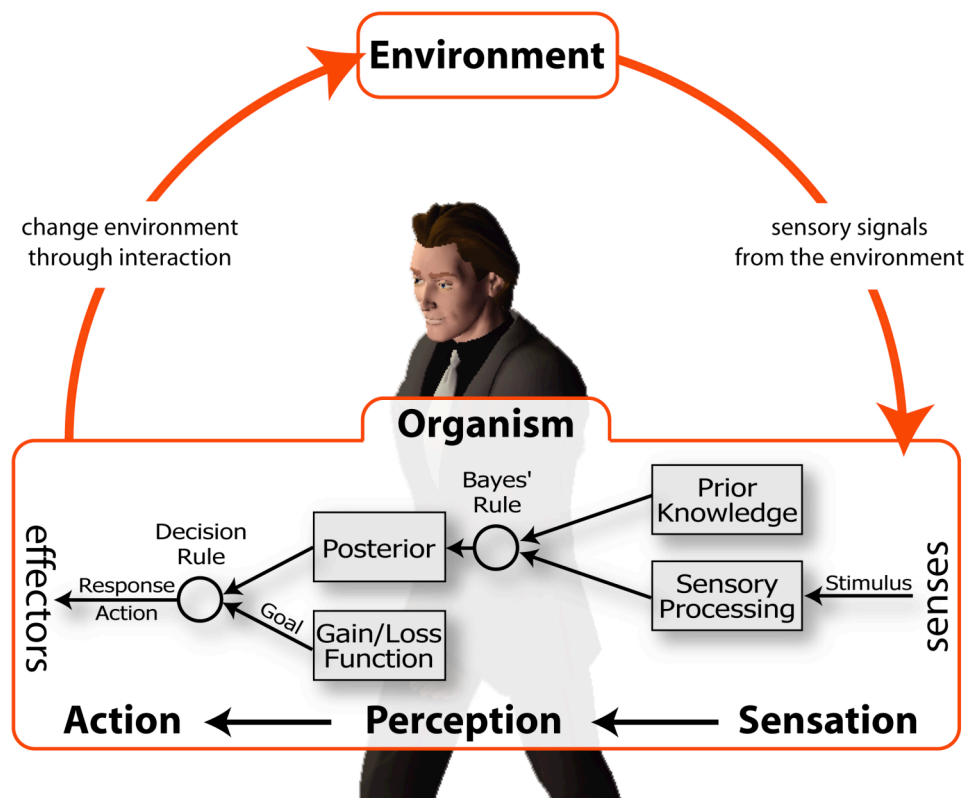 Environment
change environment
through interaction
sensory signals
from the environment
Organism
effectors
Response
Action
Decision
Rule
Posterior
Goal
Gain/Loss
Function
Bayes'
Rule
Prior
Knowledge
Sensory
Processing
Stimulus
senses
Action
Perception
Sensation